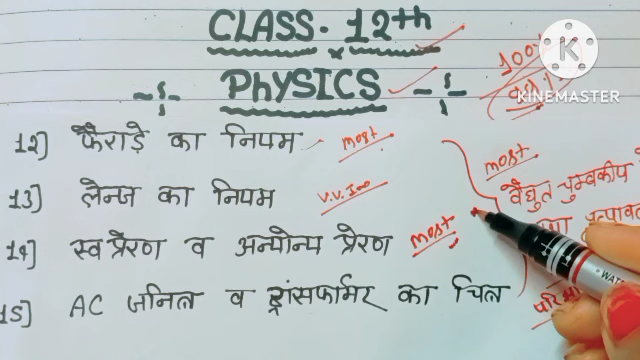 CLASS- 12th
PHYSICS
100%
KINEMASTER
12] फैराड़े का नियम most
13] लेन्ज का नियम V.V.Imp
14] स्व प्रेरण व अन्योन्य प्रेरण most
15] AC जनित्र व ट्रांसफार्मर का चित्र
most
वैद्युत चुम्बकीय
WAT